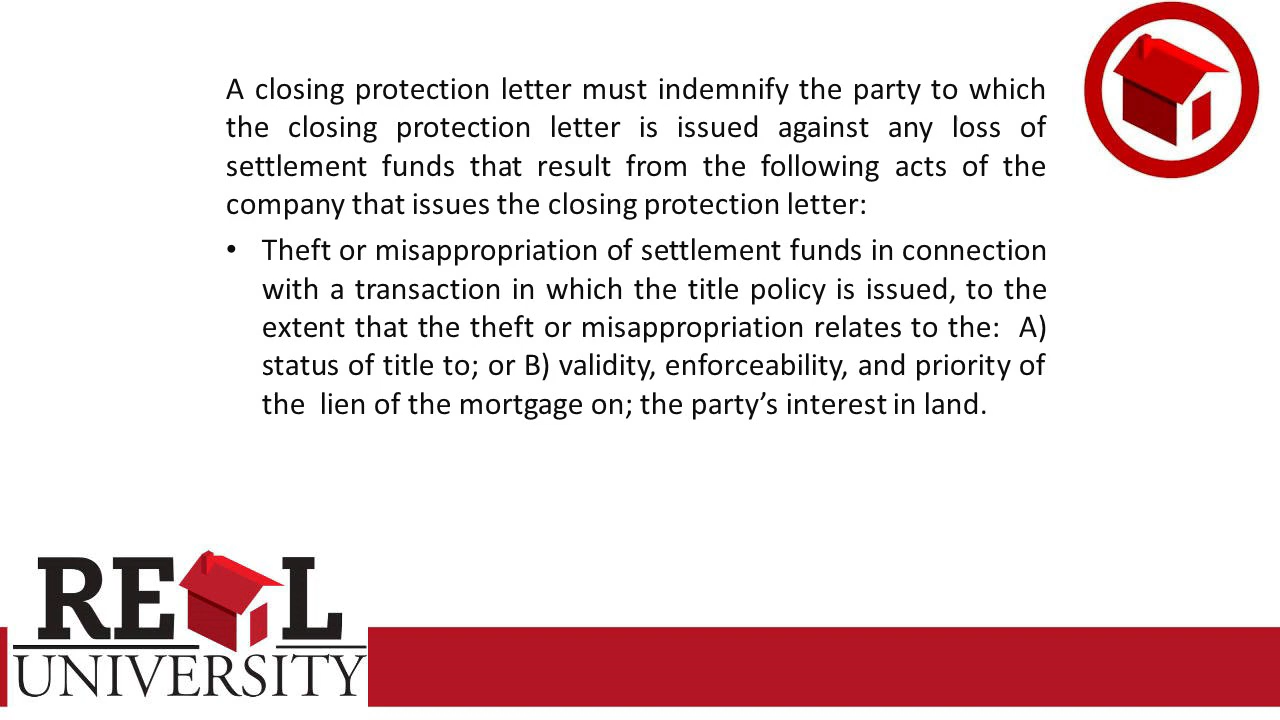 A closing protection letter must indemnify the party to which
the closing protection letter is issued against any loss of
settlement funds that result from the following acts of the
company that issues the closing protection letter:
• Theft or misappropriation of settlement funds in connection
with a transaction in which the title policy is issued, to the
extent that the theft or misappropriation relates to the: A)
status of title to; or B) validity, enforceability, and priority of
the lien of the mortgage on; the party’s interest in land.
RE L
UNIVERSITY